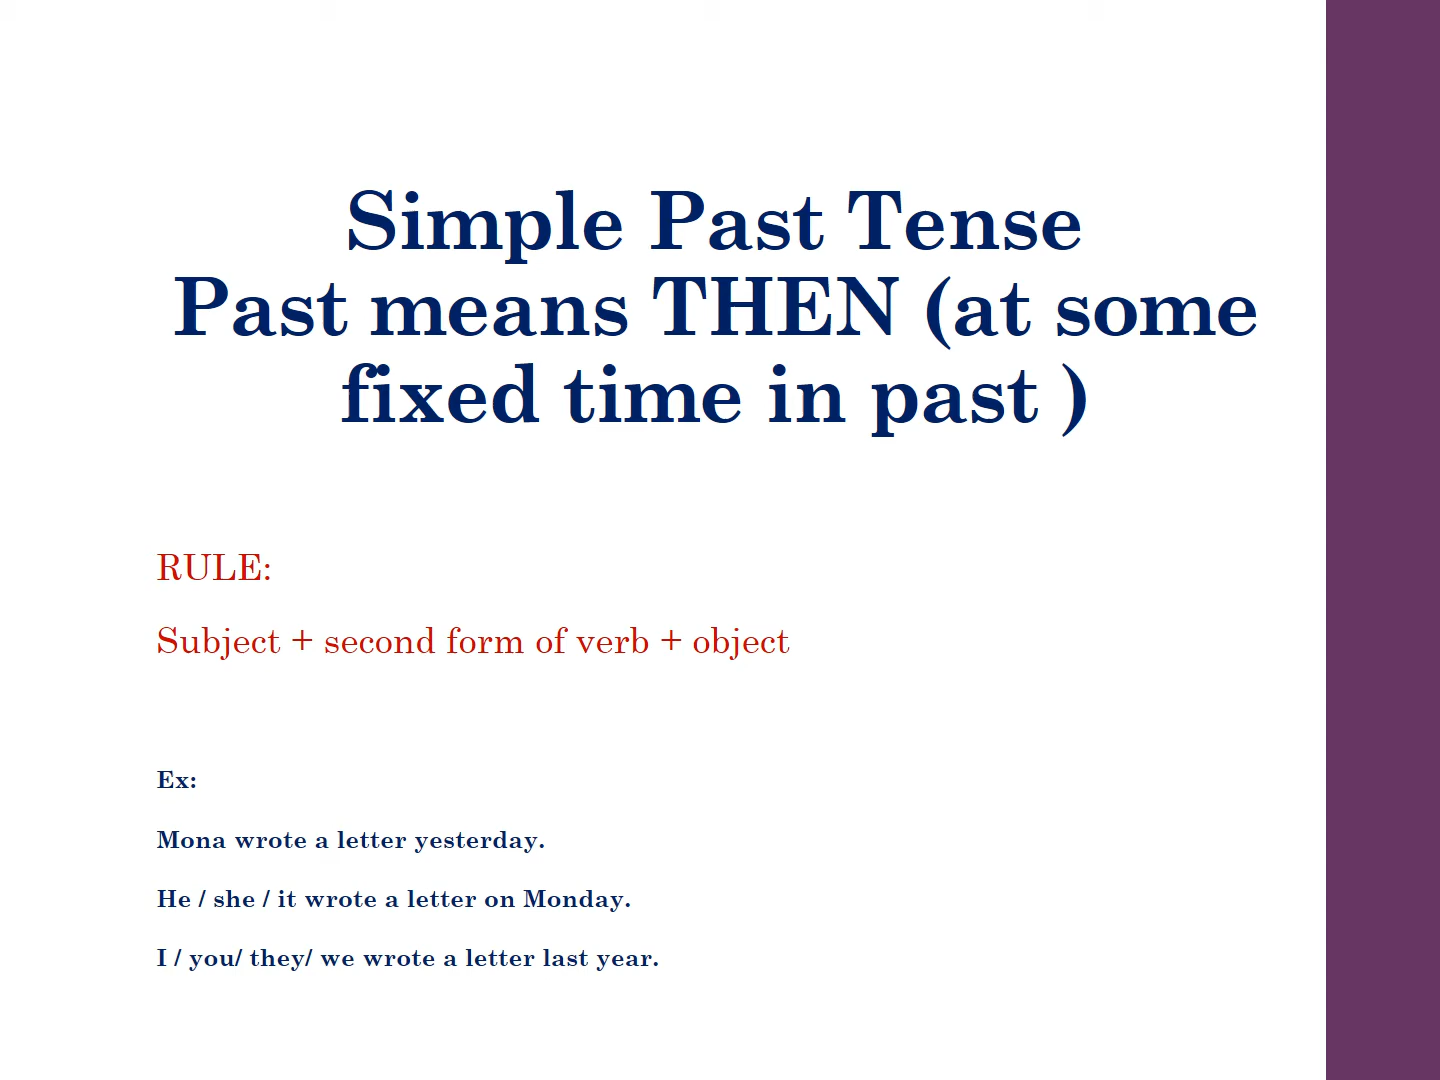 Simple Past Tense
Past means THEN (at some
fixed time in past )
RULE:
Subject + second form of verb + object
Ex:
Mona wrote a letter yesterday.
He / she / it wrote a letter on Monday.
I / you/ they/ we wrote a letter last year.